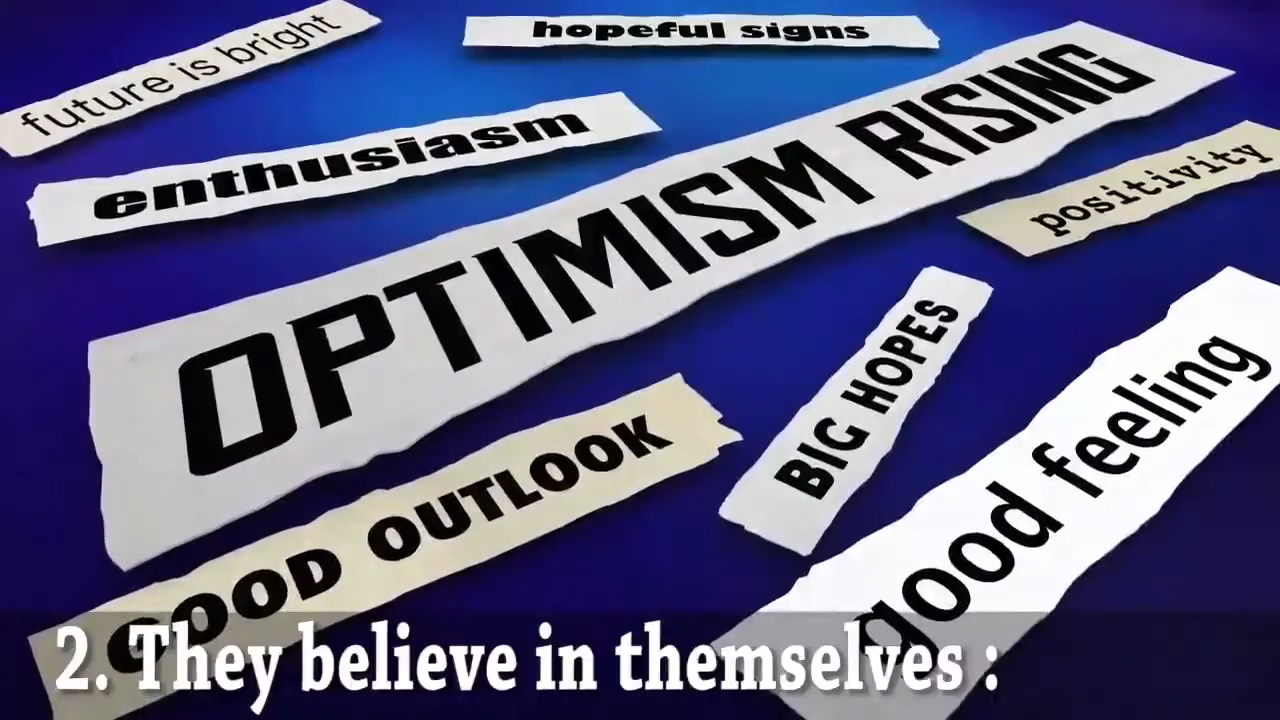 future is bright
hopeful signs
enthusiasm
OPTIMISM RISING
positivity
BIG HOPES
good feeling
GOOD OUTLOOK
2. They believe in themselves :